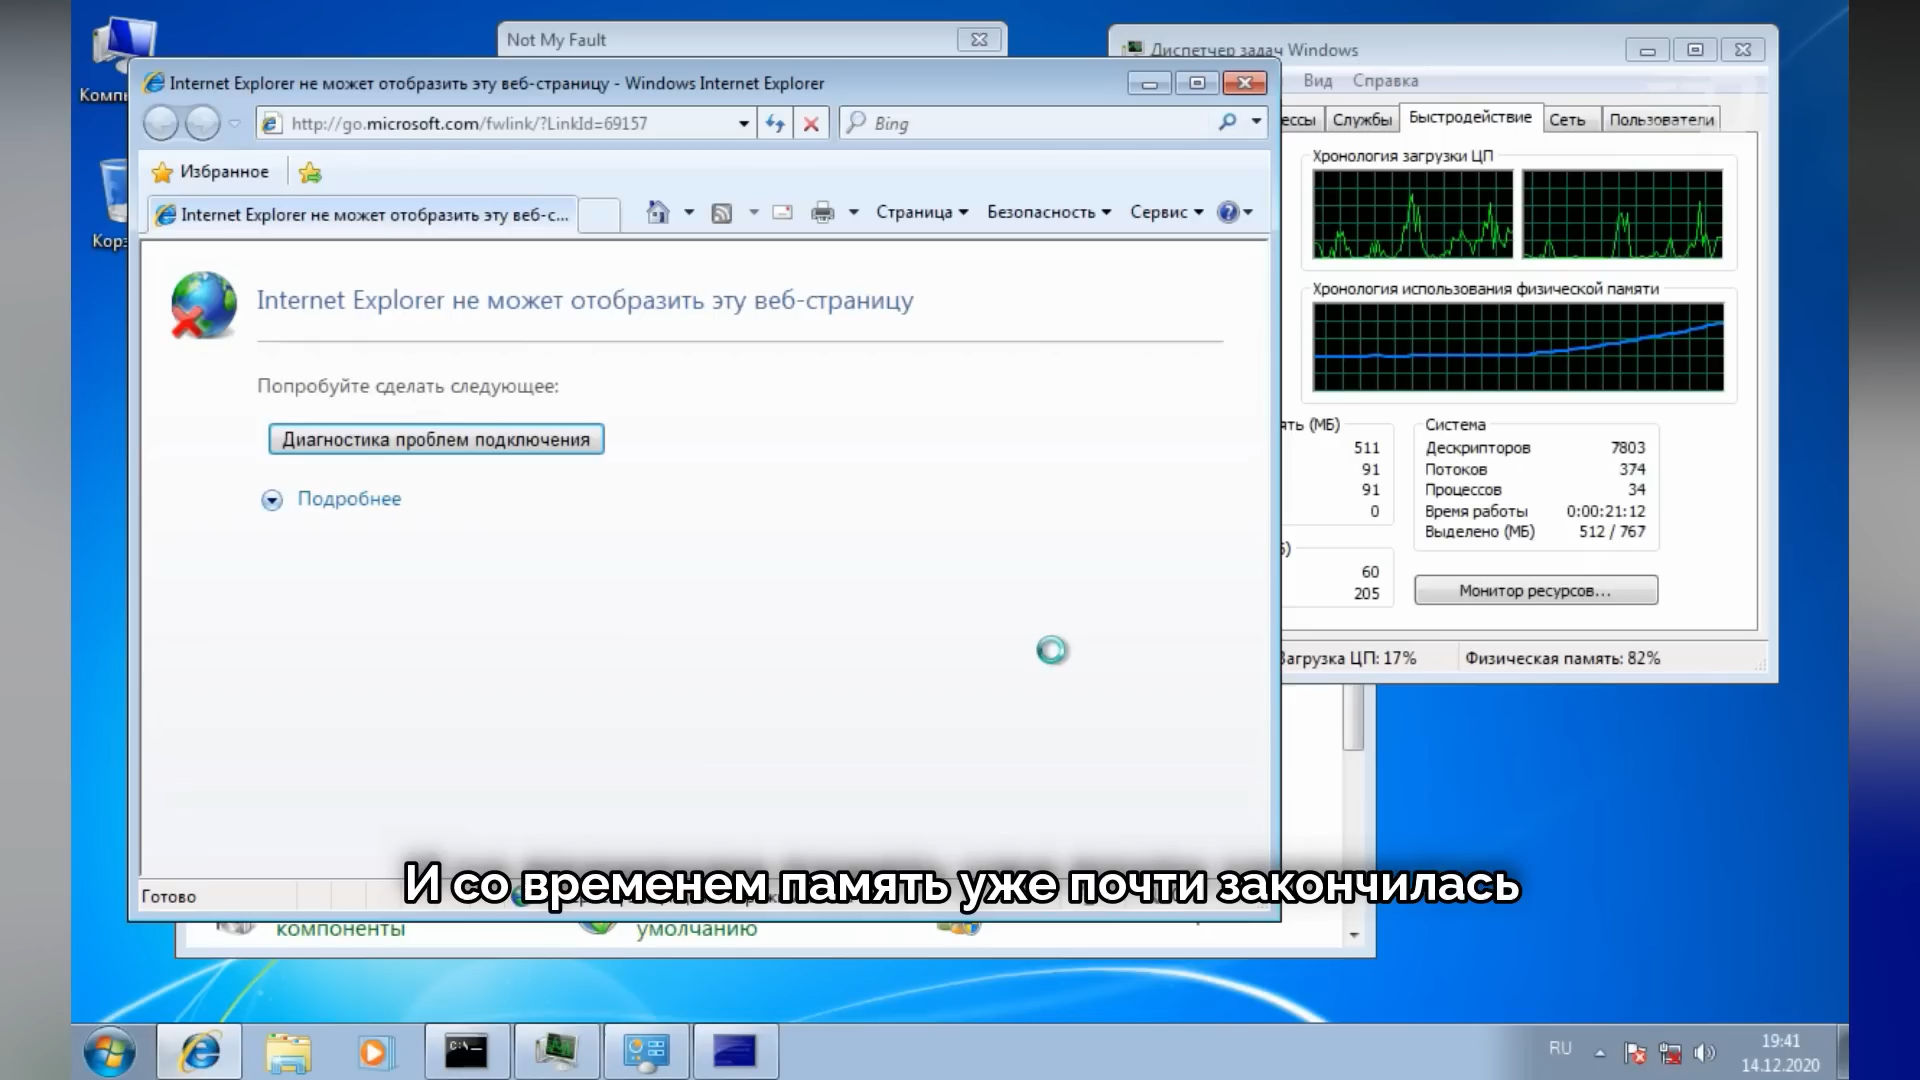 Not My Fault
Диспетчер задач Windows
Internet Explorer не может отобразить эту веб-страницу - Windows Internet Explorer
Вид Справка
http://go.microsoft.com/fwlink/?LinkId=69157
Bing
Службы Быстродействие Сеть Пользователи
Избранное
Internet Explorer не может отобразить эту веб-с...
Страница Безопасность Сервис
Хронология загрузки ЦП
Internet Explorer не может отобразить эту веб-страницу
Хронология использования физической памяти
Попробуйте сделать следующее:
Диагностика проблем подключения
Подробнее
(МБ)
511
91
91
0
Система
Дескрипторов 7803
Потоков 374
Процессов 34
Время работы 0:00:21:12
Выделено (МБ) 512 / 767
60
205
Монитор ресурсов...
Загрузка ЦП: 17% Физическая память: 82%
И со временем память уже почти закончилась
Готово
компоненты
умолчанию
C:\
RU
19:41
14.12.2020